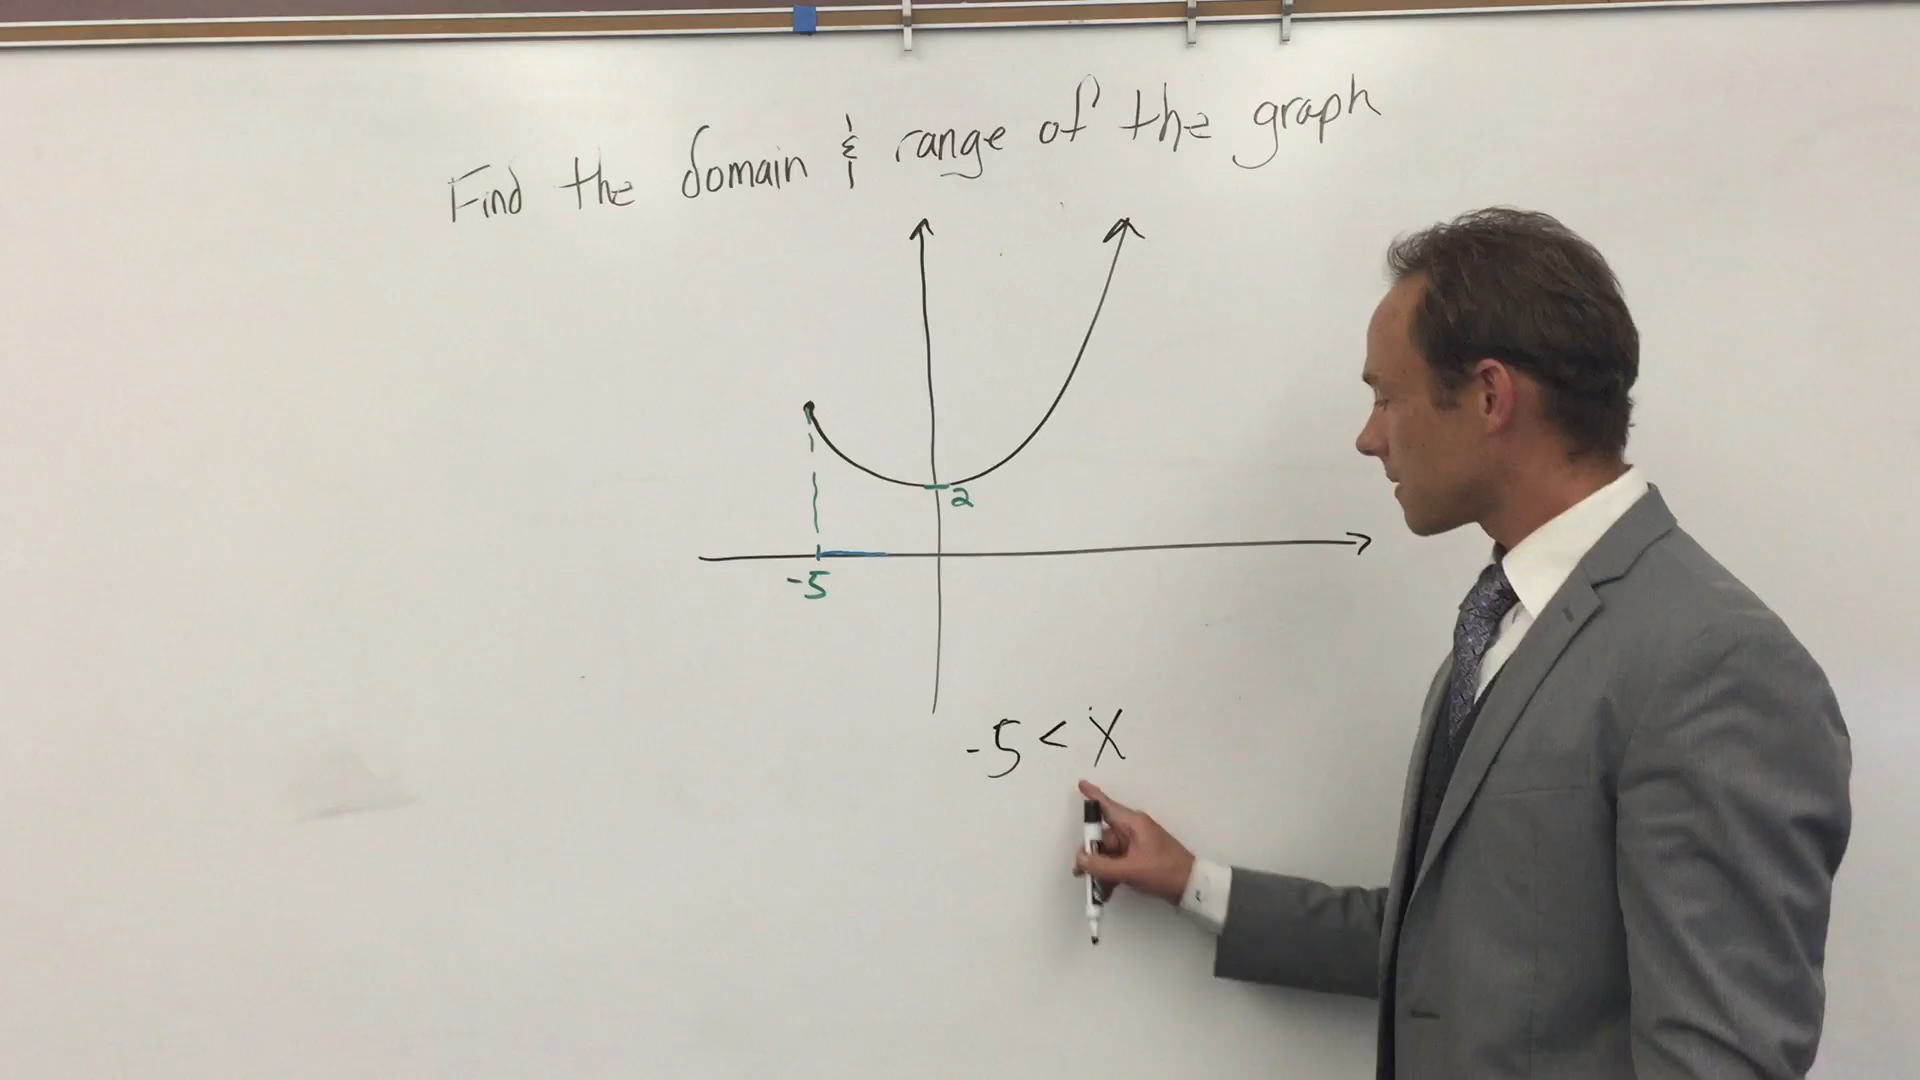 Find the domain & range of the graph
2
-5
-5 < X